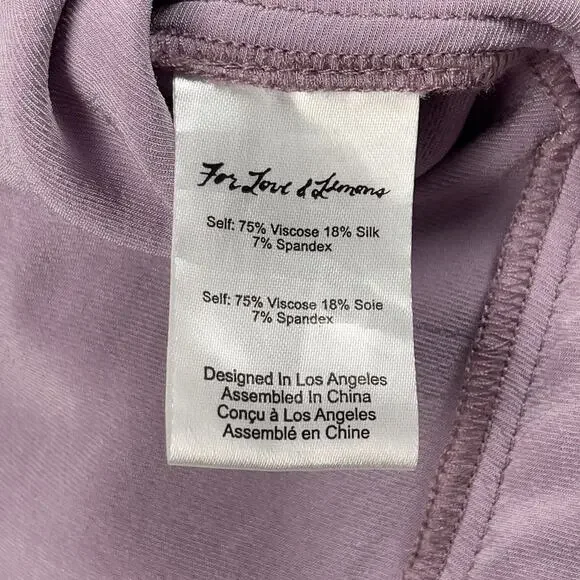 For Love & Lemons
Self: 75% Viscose 18% Silk
7% Spandex
Self: 75% Viscose 18% Soie
7% Spandex
Designed In Los Angeles
Assembled In China
Conçu à Los Angeles
Assemblé en Chine